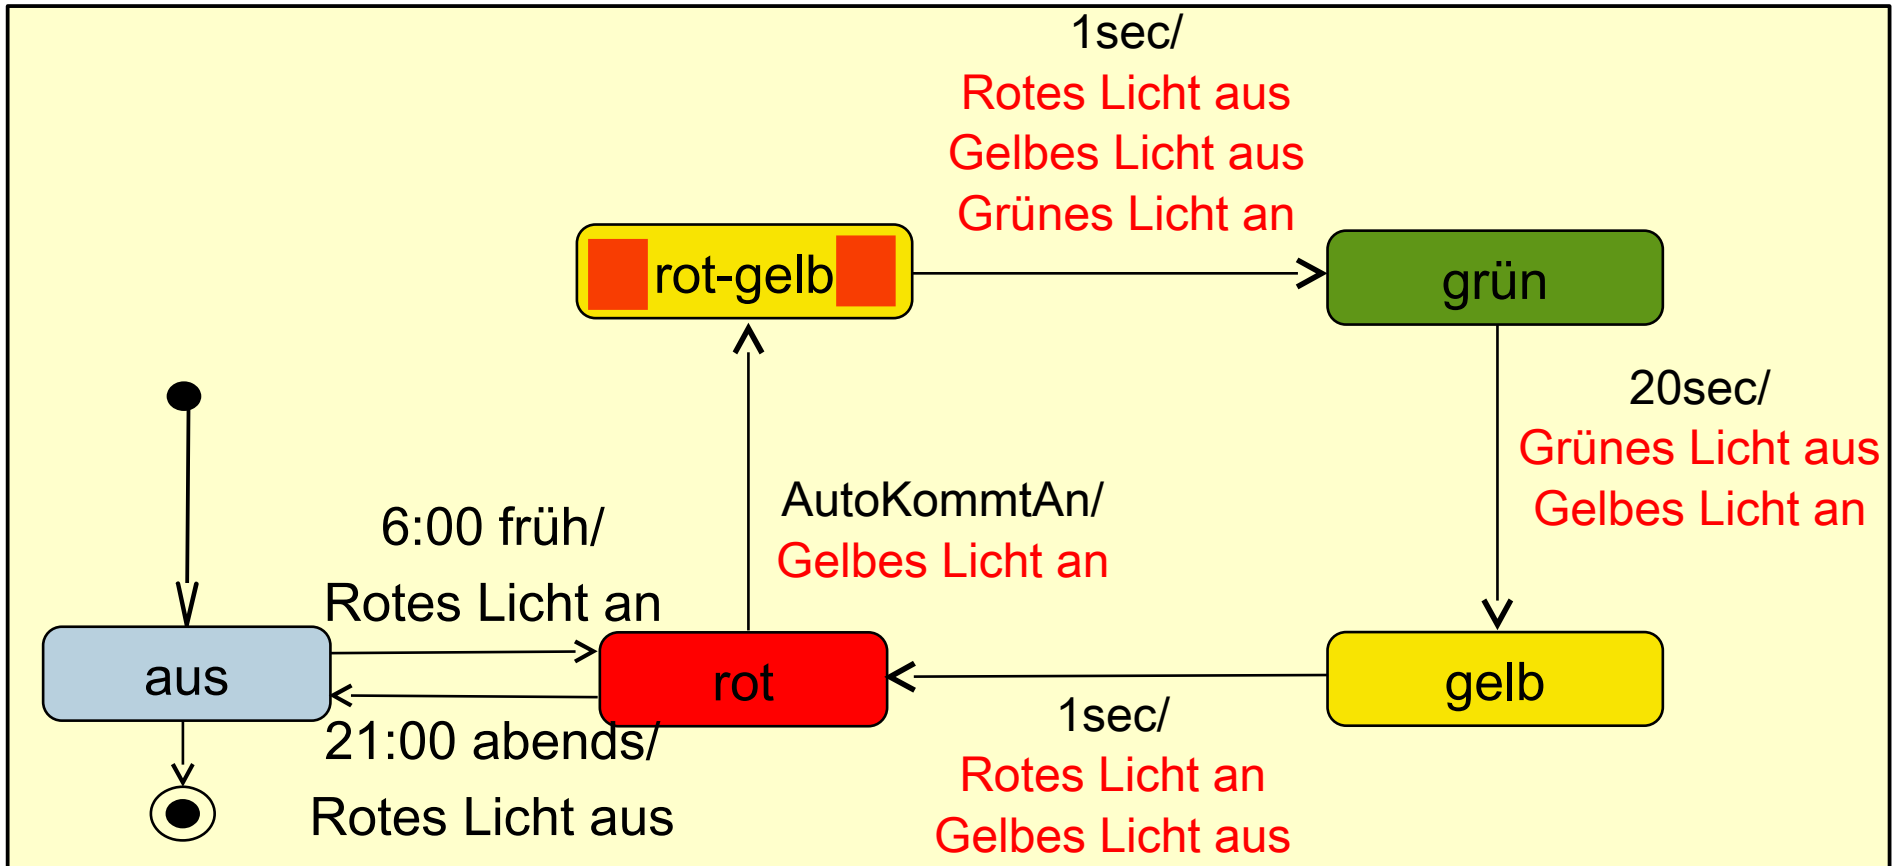 1sec/
Rotes Licht aus
Gelbes Licht aus
Grünes Licht an
rot-gelb
grün
20sec/
Grünes Licht aus
Gelbes Licht an
AutoKommtAn/
Gelbes Licht an
6:00 früh/
Rotes Licht an
aus
rot
gelb
21:00 abends/
Rotes Licht aus
1sec/
Rotes Licht an
Gelbes Licht aus